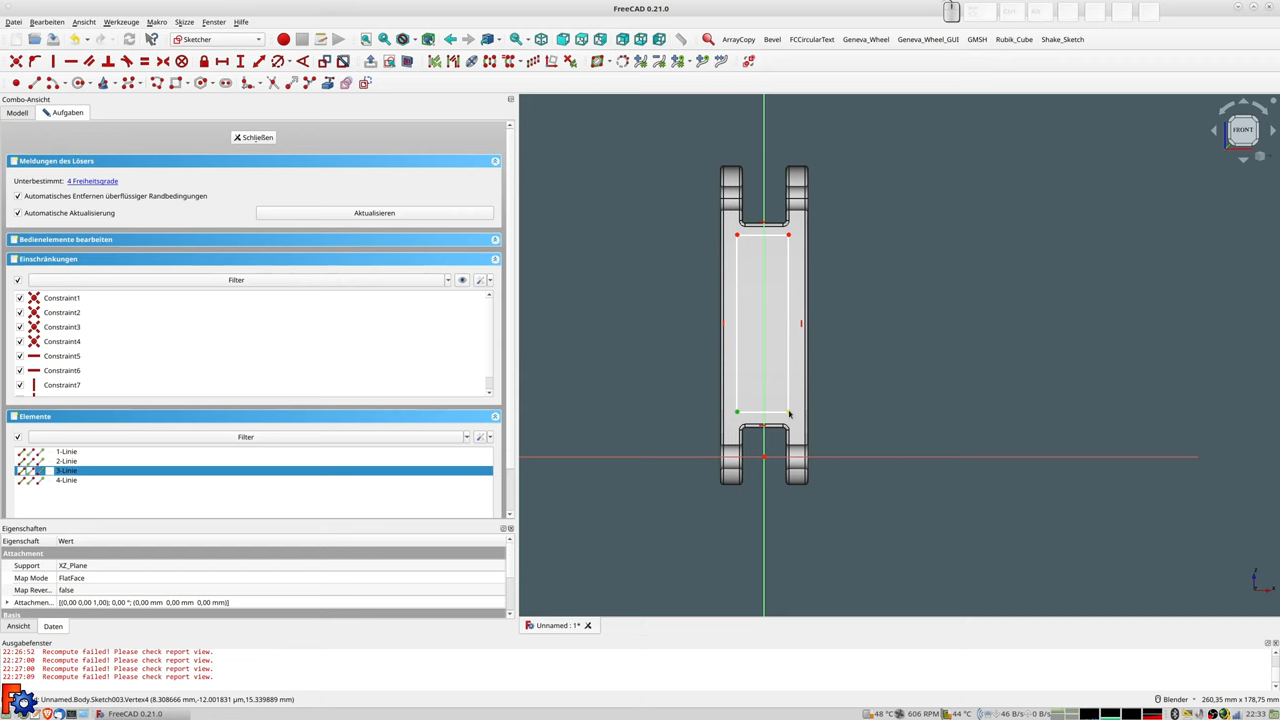 FreeCAD 0.21.0
Datei Bearbeiten Ansicht Werkzeuge Makro Skizze Fenster Hilfe
Sketcher ArrayCopy Bevel FCCircularText Geneva_Wheel Geneva_Wheel_GUI GMSH Rubik_Cube Shake_Sketch
Combo-Ansicht
Modell Aufgaben
Schließen
Meldungen des Lösers
Unterbestimmt: 4 Freiheitsgrade
Automatisches Entfernen überflüssiger Randbedingungen
Automatische Aktualisierung Aktualisieren
Bedienelemente bearbeiten
Einschränkungen
Filter
Constraint1
Constraint2
Constraint3
Constraint4
Constraint5
Constraint6
Constraint7
Elemente
Filter
1-Linie
2-Linie
3-Linie
4-Linie
Eigenschaften
Eigenschaft Wert
Attachment
Support XZ_Plane
Map Mode FlatFace
Map Rever... false
Attachmen... [(0,00 0,00 1,00); 0,00 °; (0,00 mm 0,00 mm 0,00 mm)]
Basis
Ansicht Daten
FRONT
Unnamed : 1*
Ausgabefenster
22:26:52 Recompute failed! Please check report view.
22:27:00 Recompute failed! Please check report view.
22:27:00 Recompute failed! Please check report view.
22:27:09 Recompute failed! Please check report view.
Unnamed.Body.Sketch003.Vertex4 (8.308666 mm,-12.001831 µm,15.339889 mm)
Blender 260,35 mm x 178,75 mm
FreeCAD 0.21.0 48 °C 606 RPM 44 °C 46 B/s 0 B/s 22:33